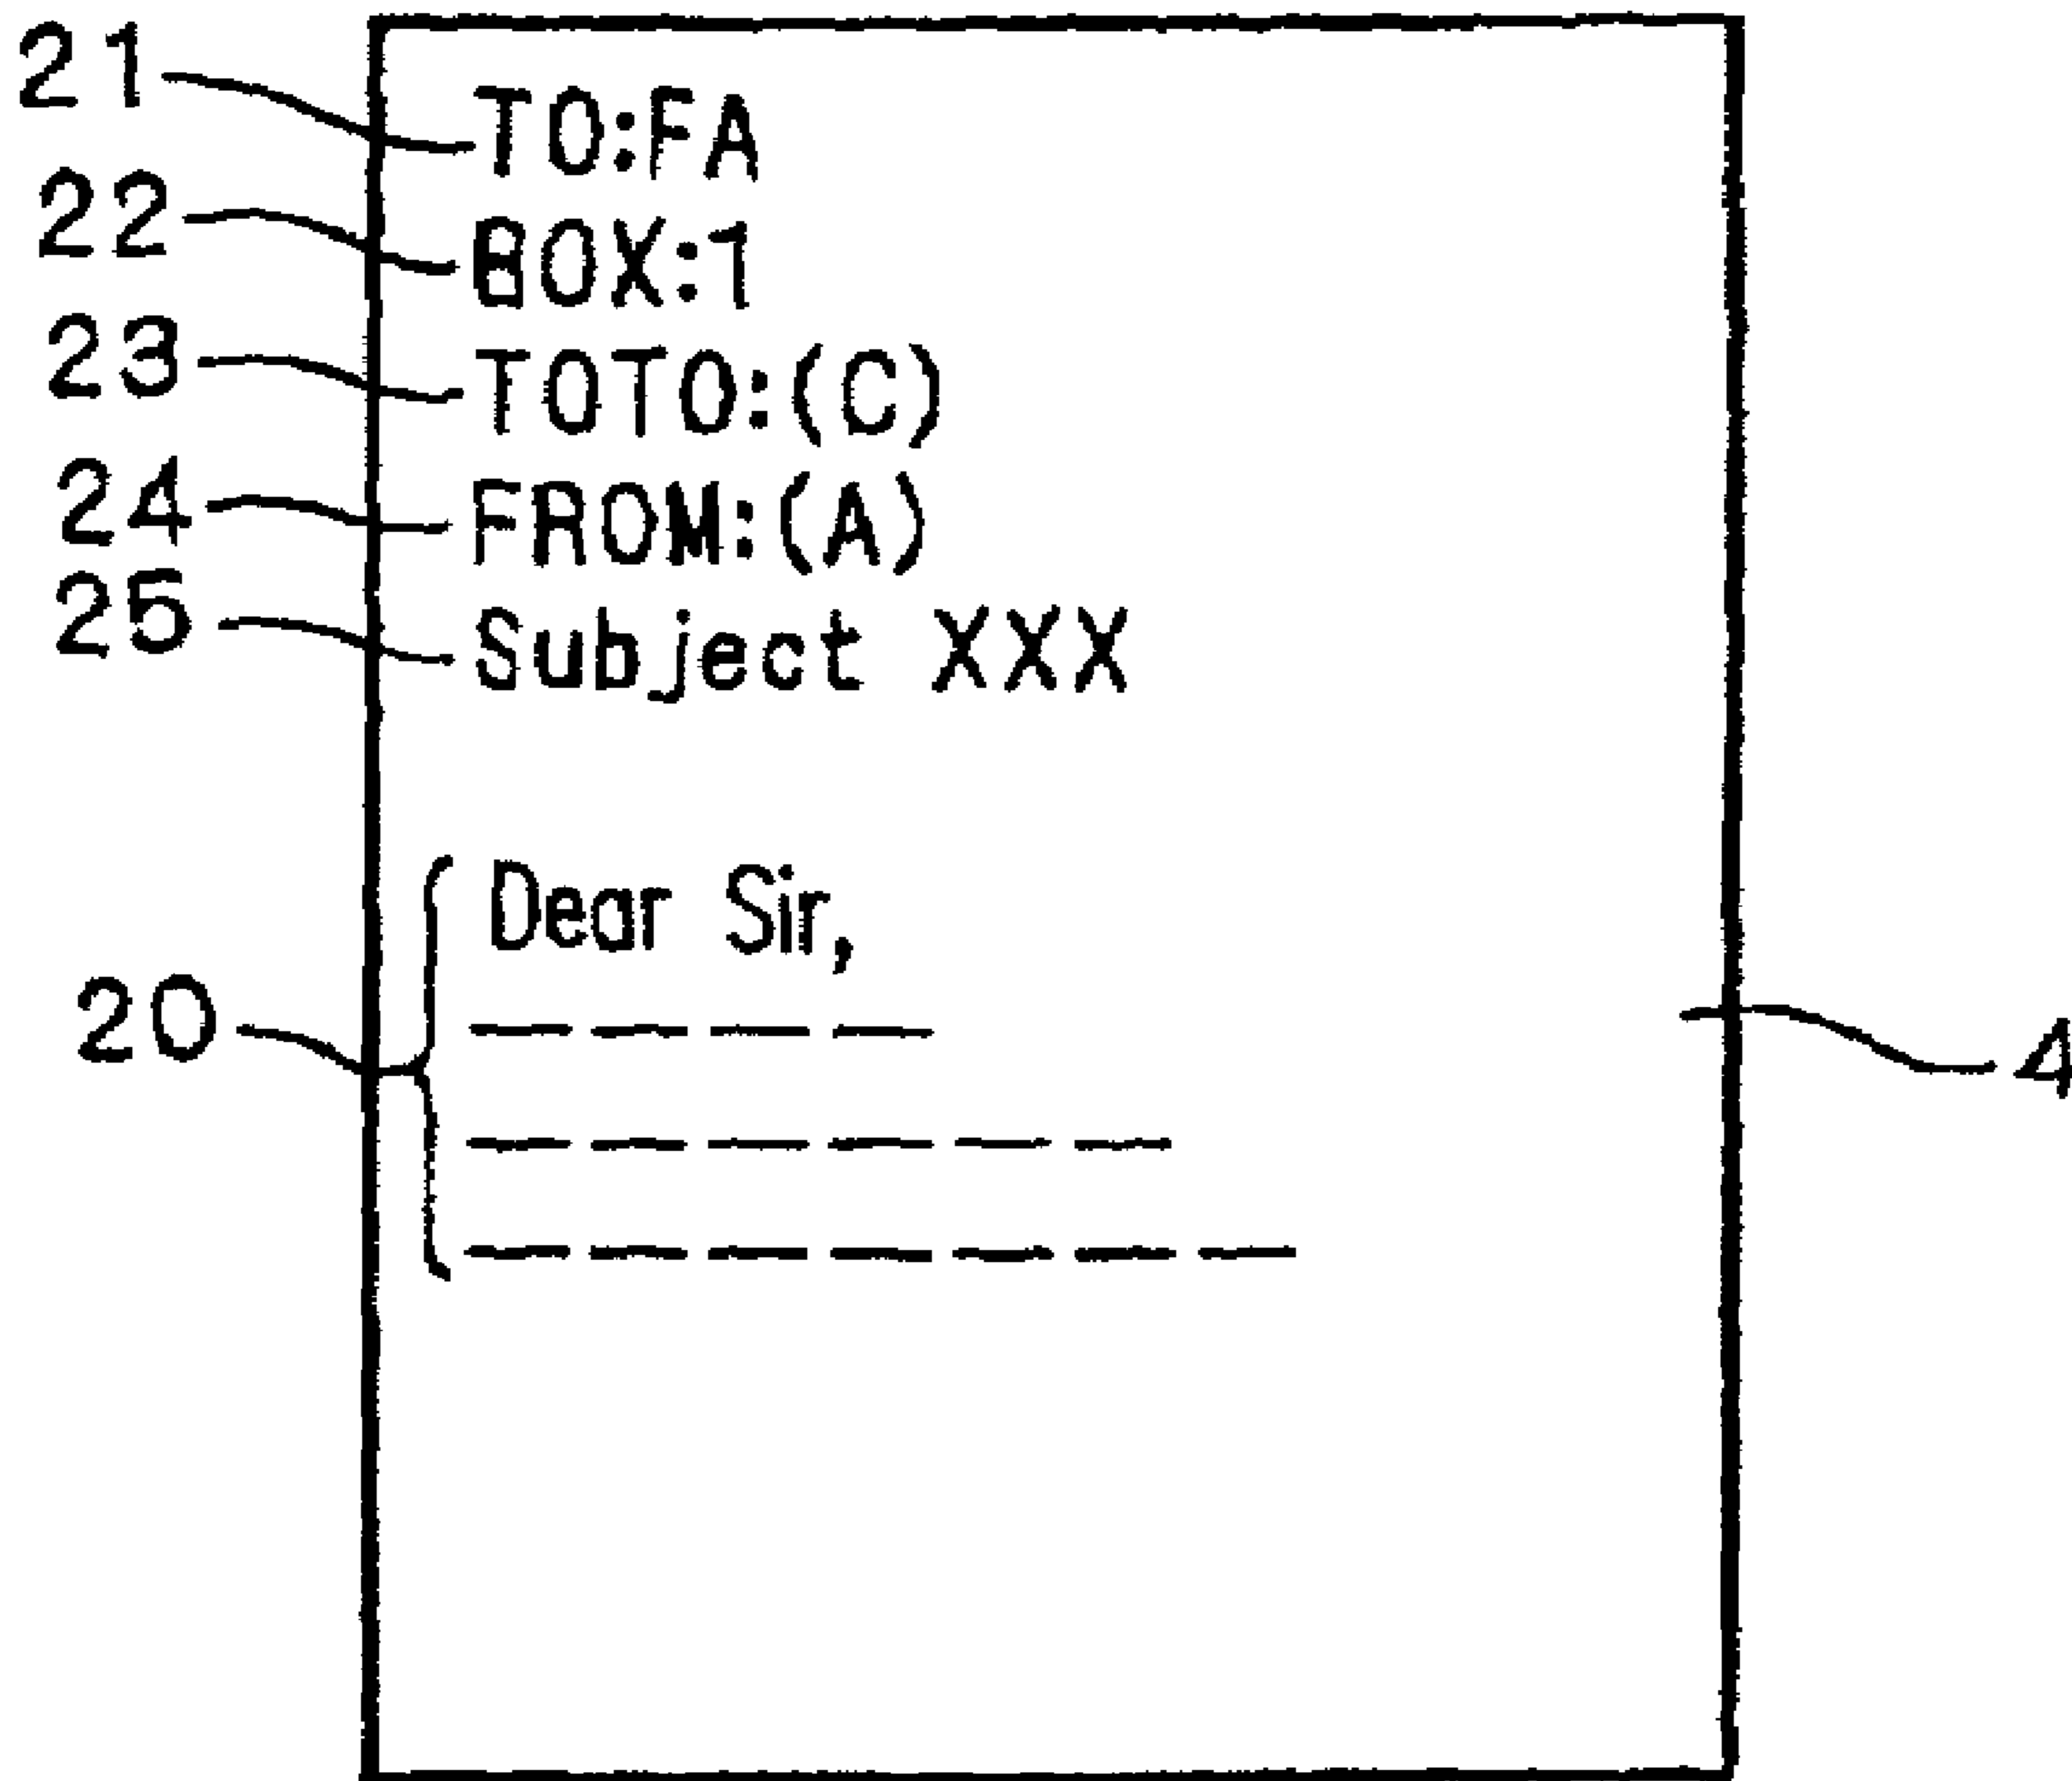 21 TO:FA
22 BOX:1
23 TOTO:(C)
24 FROM:(A)
25 Subject XXX
Dear Sir,
20
4